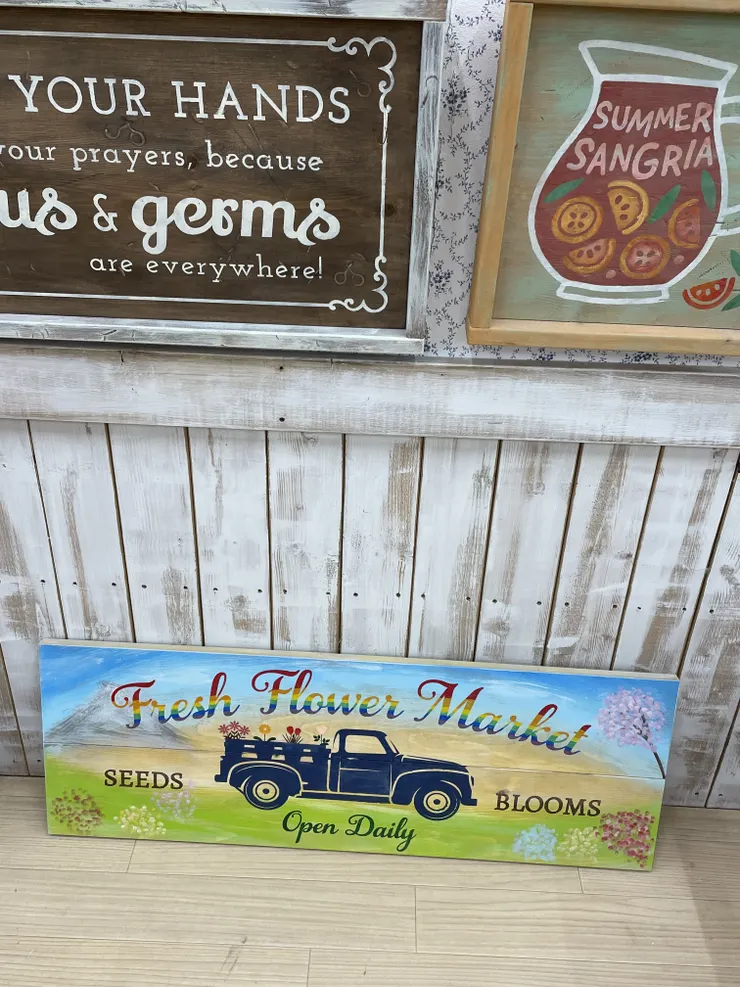 YOUR HANDS
your prayers, because
us & germs
are everywhere!
SUMMER
SANGRIA
Fresh Flower Market
SEEDS
BLOOMS
Open Daily